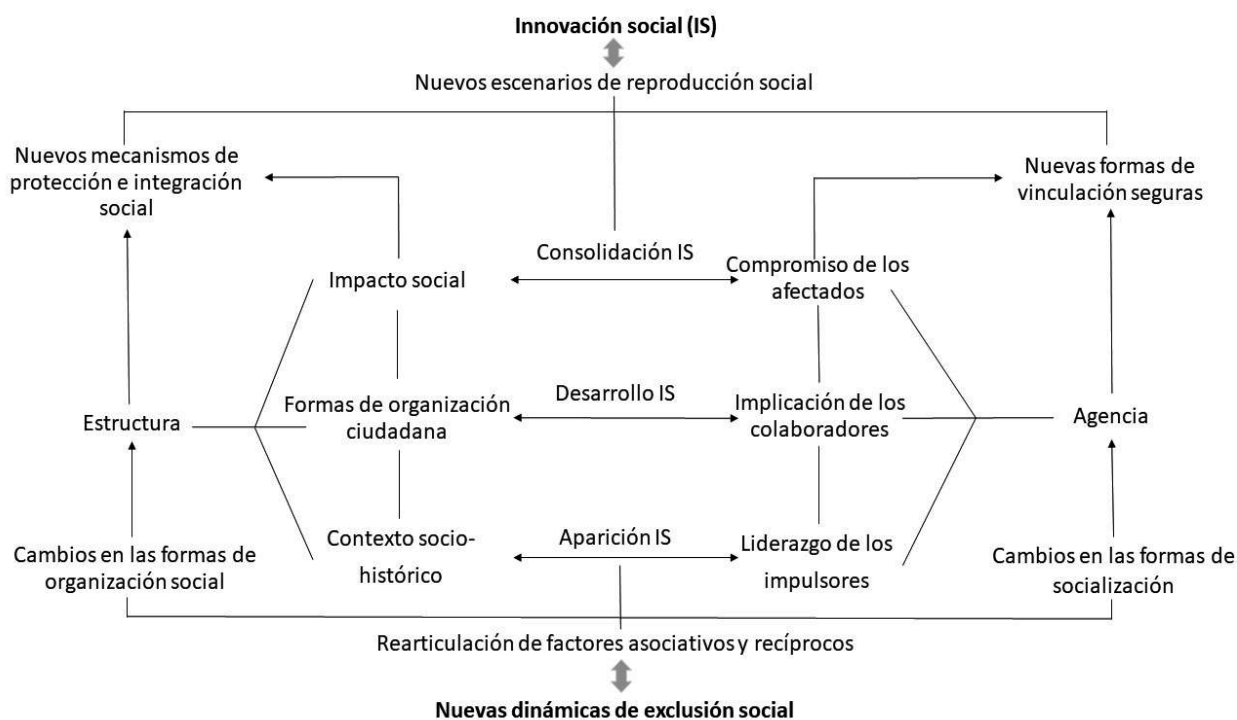 Innovación social (IS)
Nuevos escenarios de reproducción social
Nuevos mecanismos de
protección e integración
social
Nuevas formas de
vinculación seguras
Consolidación IS
Impacto social
Compromiso de los
afectados
Desarrollo IS
Estructura
Formas de organización
ciudadana
Implicación de los
colaboradores
Agencia
Aparición IS
Cambios en las formas de
organización social
Contexto socio-
histórico
Liderazgo de los
impulsores
Cambios en las formas de
socialización
Rearticulación de factores asociativos y recíprocos
Nuevas dinámicas de exclusión social